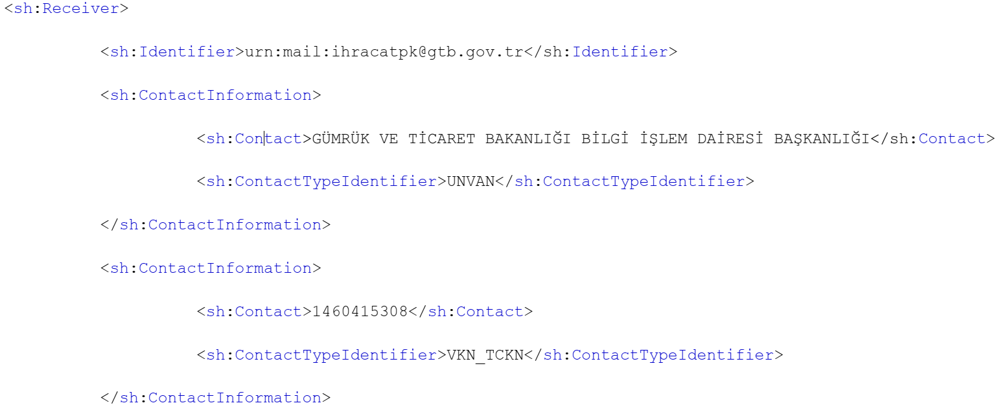 <sh:Receiver>
<sh:Identifier>urn:mail:ihracatpk@gtb.gov.tr</sh:Identifier>
<sh:ContactInformation>
<sh:Contact>GÜMRÜK VE TİCARET BAKANLIĞI BİLGİ İŞLEM DAİRESİ BAŞKANLIĞI</sh:Contact>
<sh:ContactTypeIdentifier>UNVAN</sh:ContactTypeIdentifier>
</sh:ContactInformation>
<sh:ContactInformation>
<sh:Contact>1460415308</sh:Contact>
<sh:ContactTypeIdentifier>VKN_TCKN</sh:ContactTypeIdentifier>
</sh:ContactInformation>